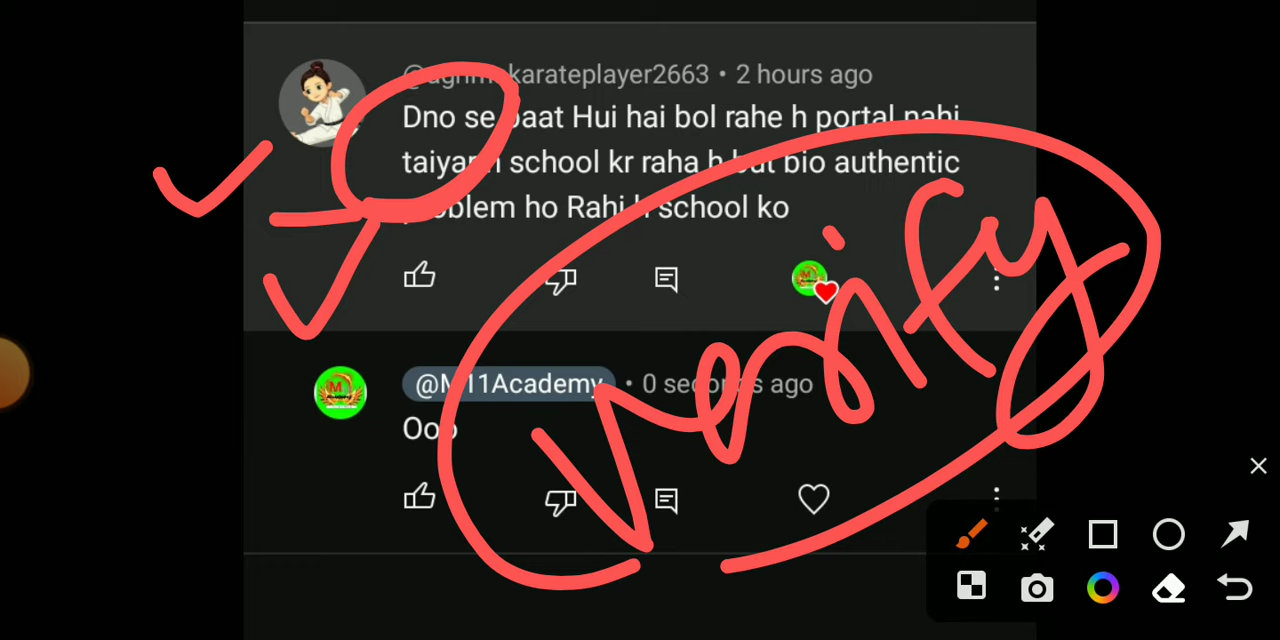 karateplayer2663 • 2 hours ago
Dno se baat Hui hai bol rahe h portal nahi
taiyar h school kr raha h but bio authentic
problem ho Rahi h school ko
verify
@M11Academy • 0 seconds ago
Ooo